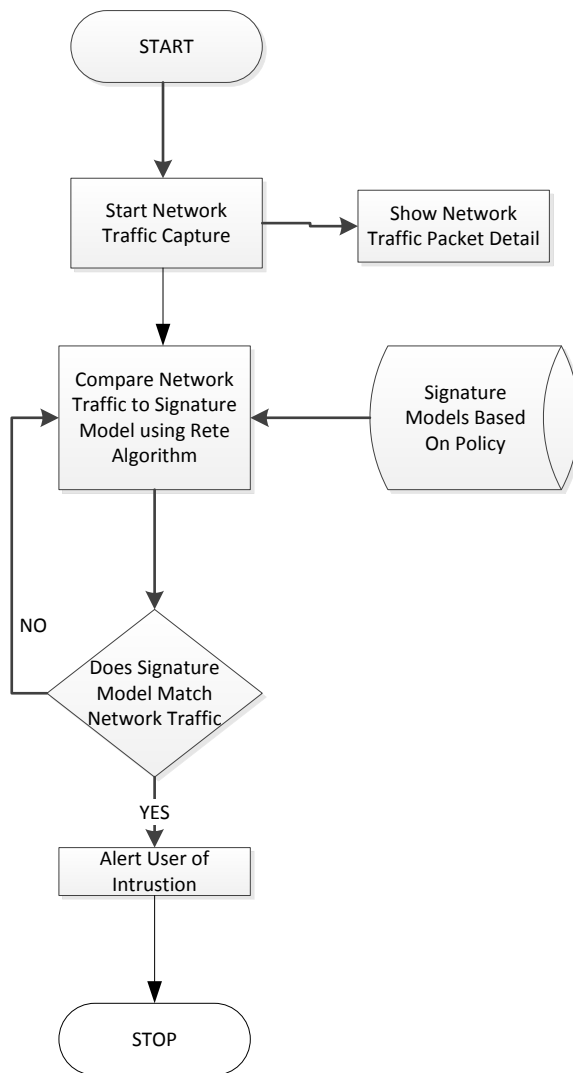 START
Start Network
Traffic Capture
Show Network
Traffic Packet Detail
Compare Network
Traffic to Signature
Model using Rete
Algorithm
Signature
Models Based
On Policy
NO
Does Signature
Model Match
Network Traffic
YES
Alert User of
Intrustion
STOP